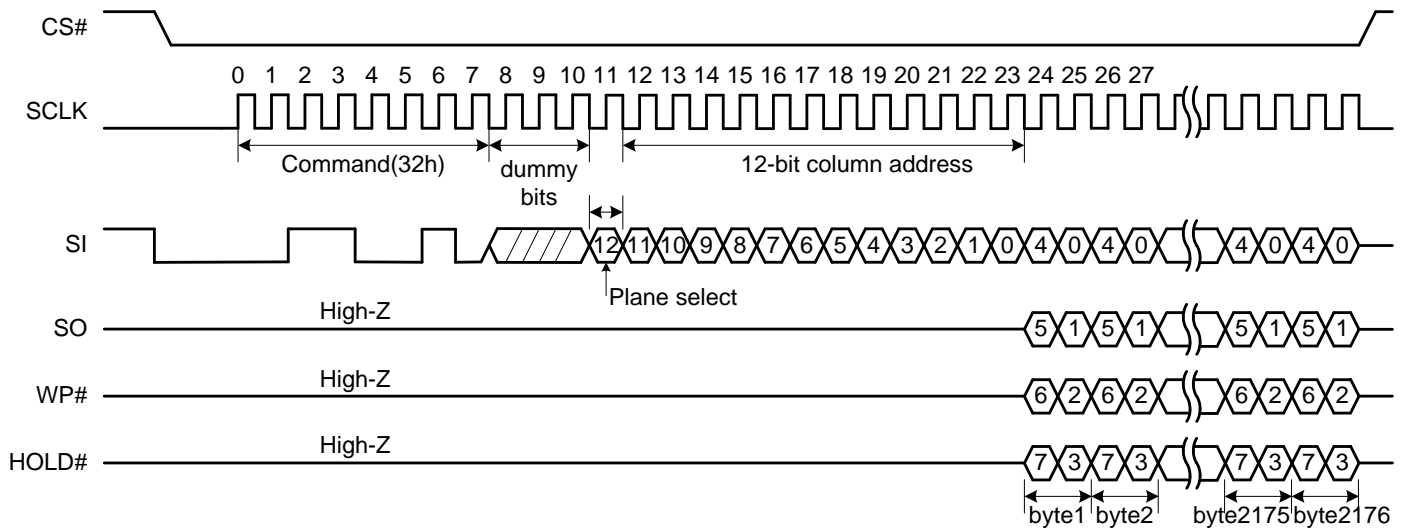 CS#
0 1 2 3 4 5 6 7 8 9 10 11 12 13 14 15 16 17 18 19 20 21 22 23 24 25 26 27
SCLK
Command(32h)
dummy
bits
12-bit column address
SI
12 11 10 9 8 7 6 5 4 3 2 1 0 4 0 4 0 4 0 4 0
Plane select
High-Z
SO
5 1 5 1 5 1 5 1
High-Z
WP#
6 2 6 2 6 2 6 2
High-Z
HOLD#
7 3 7 3 7 3 7 3
byte1 byte2 byte2175 byte2176